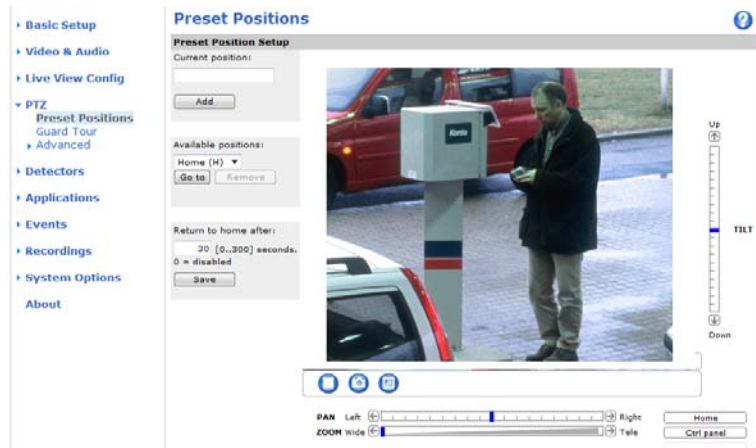 Basic Setup
Video & Audio
Live View Config
PTZ
Preset Positions
Guard Tour
Advanced
Detectors
Applications
Events
Recordings
System Options
About
Preset Positions
?
Preset Position Setup
Current position:
Add
Available positions:
Home (H)
Go to Remove
Return to home after:
30 [0..300] seconds.
0 = disabled
Save
Konto
Up
TILT
Down
PAN Left Right
Home
ZOOM Wide Tele
Ctrl panel